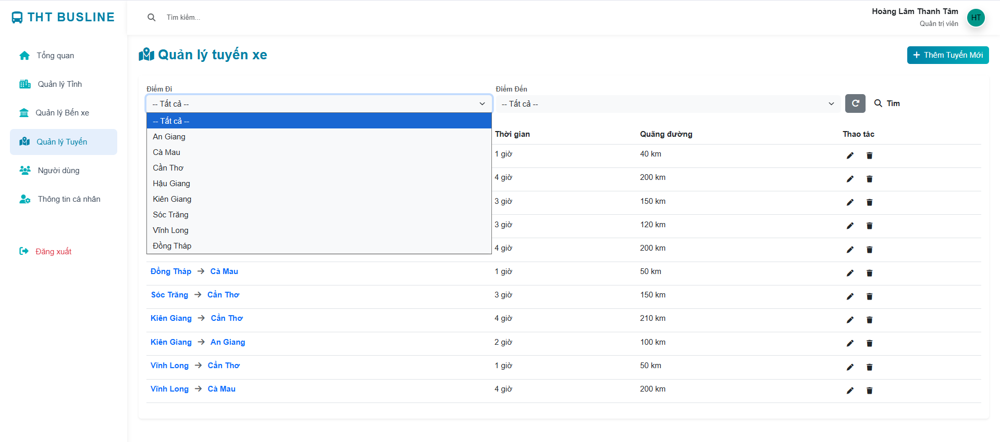 THT BUSLINE
Tìm kiếm...
Hoàng Lâm Thanh Tâm
Quản trị viên
HT
Tổng quan
Quản lý Tỉnh
Quản lý Bến xe
Quản lý Tuyến
Người dùng
Thông tin cá nhân
Đăng xuất
Quản lý tuyến xe
Thêm Tuyến Mới
Điểm Đi
Điểm Đến
-- Tất cả --
-- Tất cả --
Tìm
-- Tất cả --
An Giang
Cà Mau
Cần Thơ
Hậu Giang
Kiên Giang
Sóc Trăng
Vĩnh Long
Đồng Tháp
Thời gian Quãng đường Thao tác
1 giờ 40 km
4 giờ 200 km
3 giờ 150 km
3 giờ 120 km
4 giờ 200 km
Đồng Tháp → Cà Mau 1 giờ 50 km
Sóc Trăng → Cần Thơ 3 giờ 150 km
Kiên Giang → Cần Thơ 4 giờ 210 km
Kiên Giang → An Giang 2 giờ 100 km
Vĩnh Long → Cần Thơ 1 giờ 50 km
Vĩnh Long → Cà Mau 4 giờ 200 km